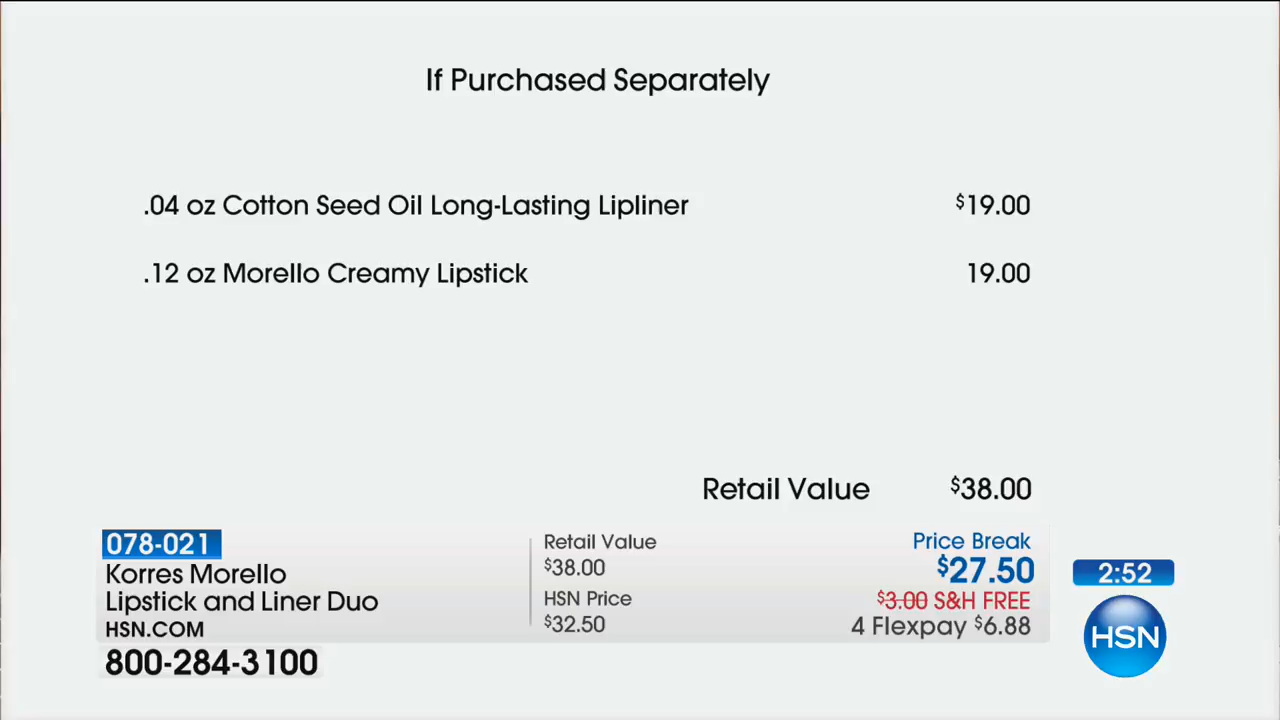 If Purchased Separately
.04 oz Cotton Seed Oil Long-Lasting Lipliner $19.00
.12 oz Morello Creamy Lipstick 19.00
Retail Value $38.00
078-021
Korres Morello
Lipstick and Liner Duo
HSN.COM
800-284-3100
Retail Value
$38.00
HSN Price
$32.50
Price Break
$27.50
$3.00 S&H FREE
4 Flexpay $6.88
2:52
HSN